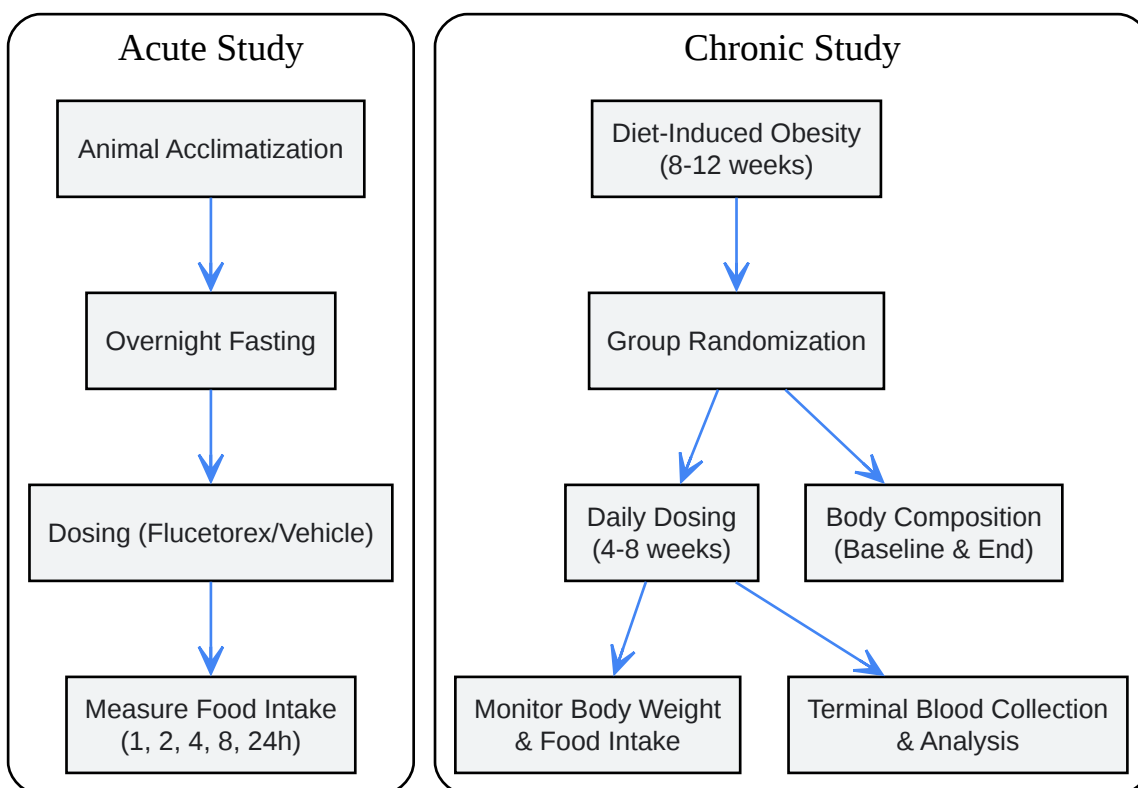 Acute Study
Animal Acclimatization
Overnight Fasting
Dosing (Flucetorex/Vehicle)
Measure Food Intake
(1, 2, 4, 8, 24h)
Chronic Study
Diet-Induced Obesity
(8-12 weeks)
Group Randomization
Daily Dosing
(4-8 weeks)
Body Composition
(Baseline & End)
Monitor Body Weight
& Food Intake
Terminal Blood Collection
& Analysis